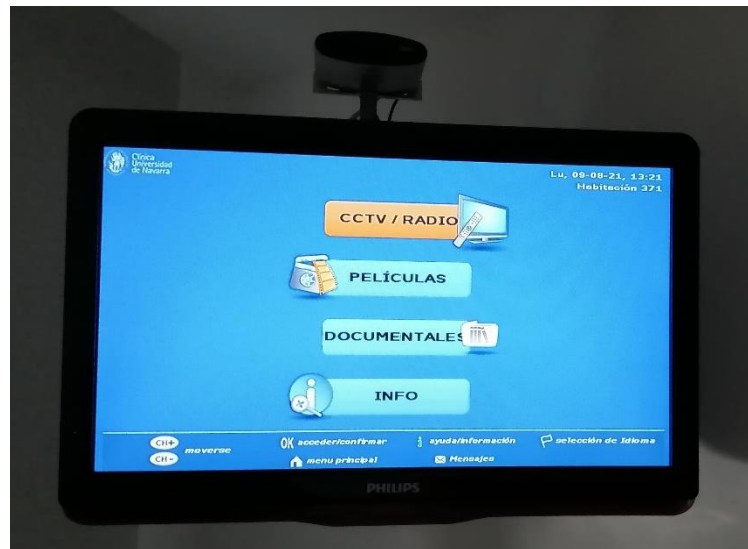 Clínica
Universidad
de Navarra
Lu, 09-08-21, 13:21
Habitación 371
CCTV / RADIO
PELÍCULAS
DOCUMENTALES
INFO
CH+
CH-
moverse
OK acceder/confirmar
i ayuda/información
selección de Idioma
menu principal
Mensajes
PHILIPS